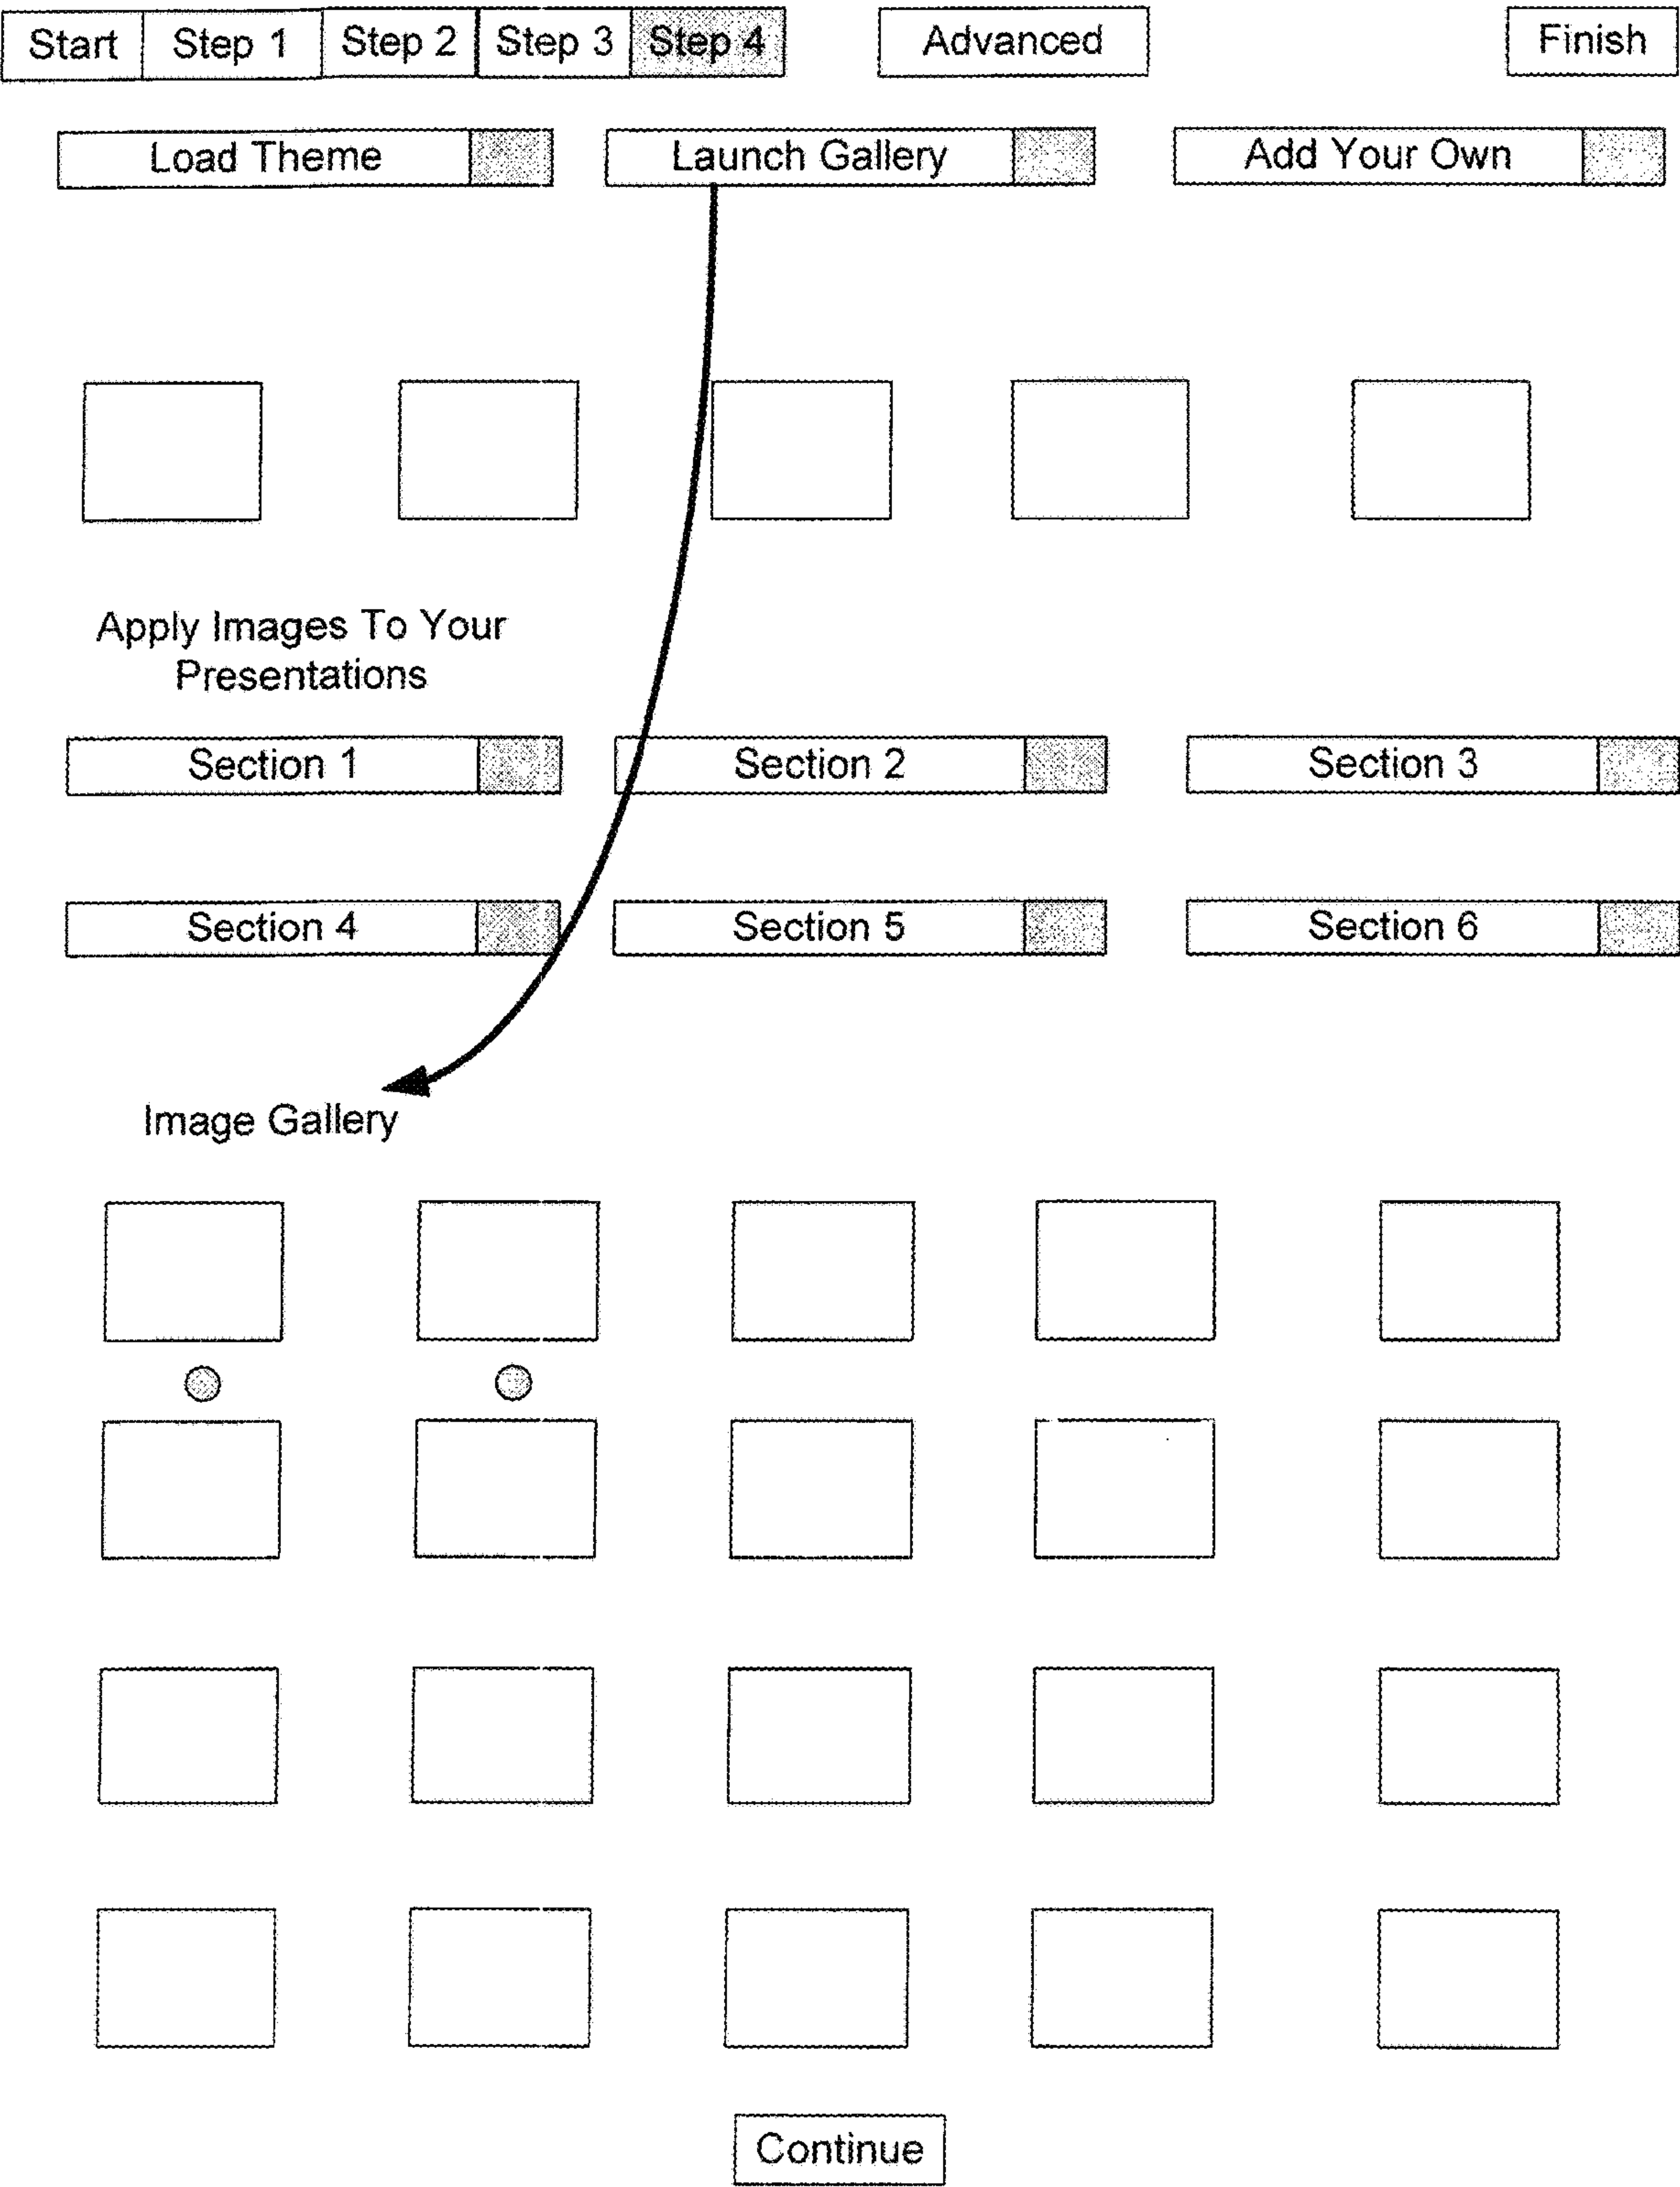 Start Step 1 Step 2 Step 3 Step 4 Advanced Finish
Load Theme Launch Gallery Add Your Own
Apply Images To Your
Presentations
Section 1 Section 2 Section 3
Section 4 Section 5 Section 6
Image Gallery
Continue